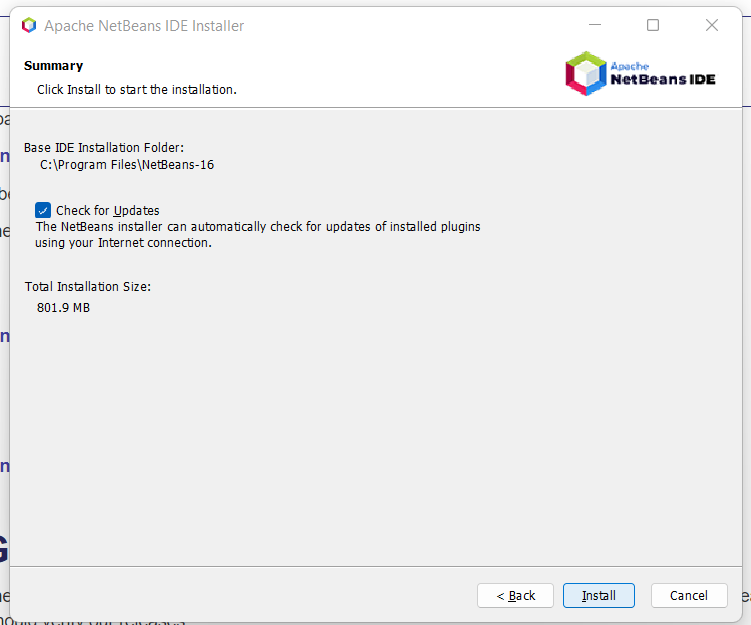 Apache NetBeans IDE Installer
Summary
Click Install to start the installation.
Apache
NetBeans IDE
Base IDE Installation Folder:
C:\Program Files\NetBeans-16
Check for Updates
The NetBeans installer can automatically check for updates of installed plugins
using your Internet connection.
Total Installation Size:
801.9 MB
< Back
Install
Cancel